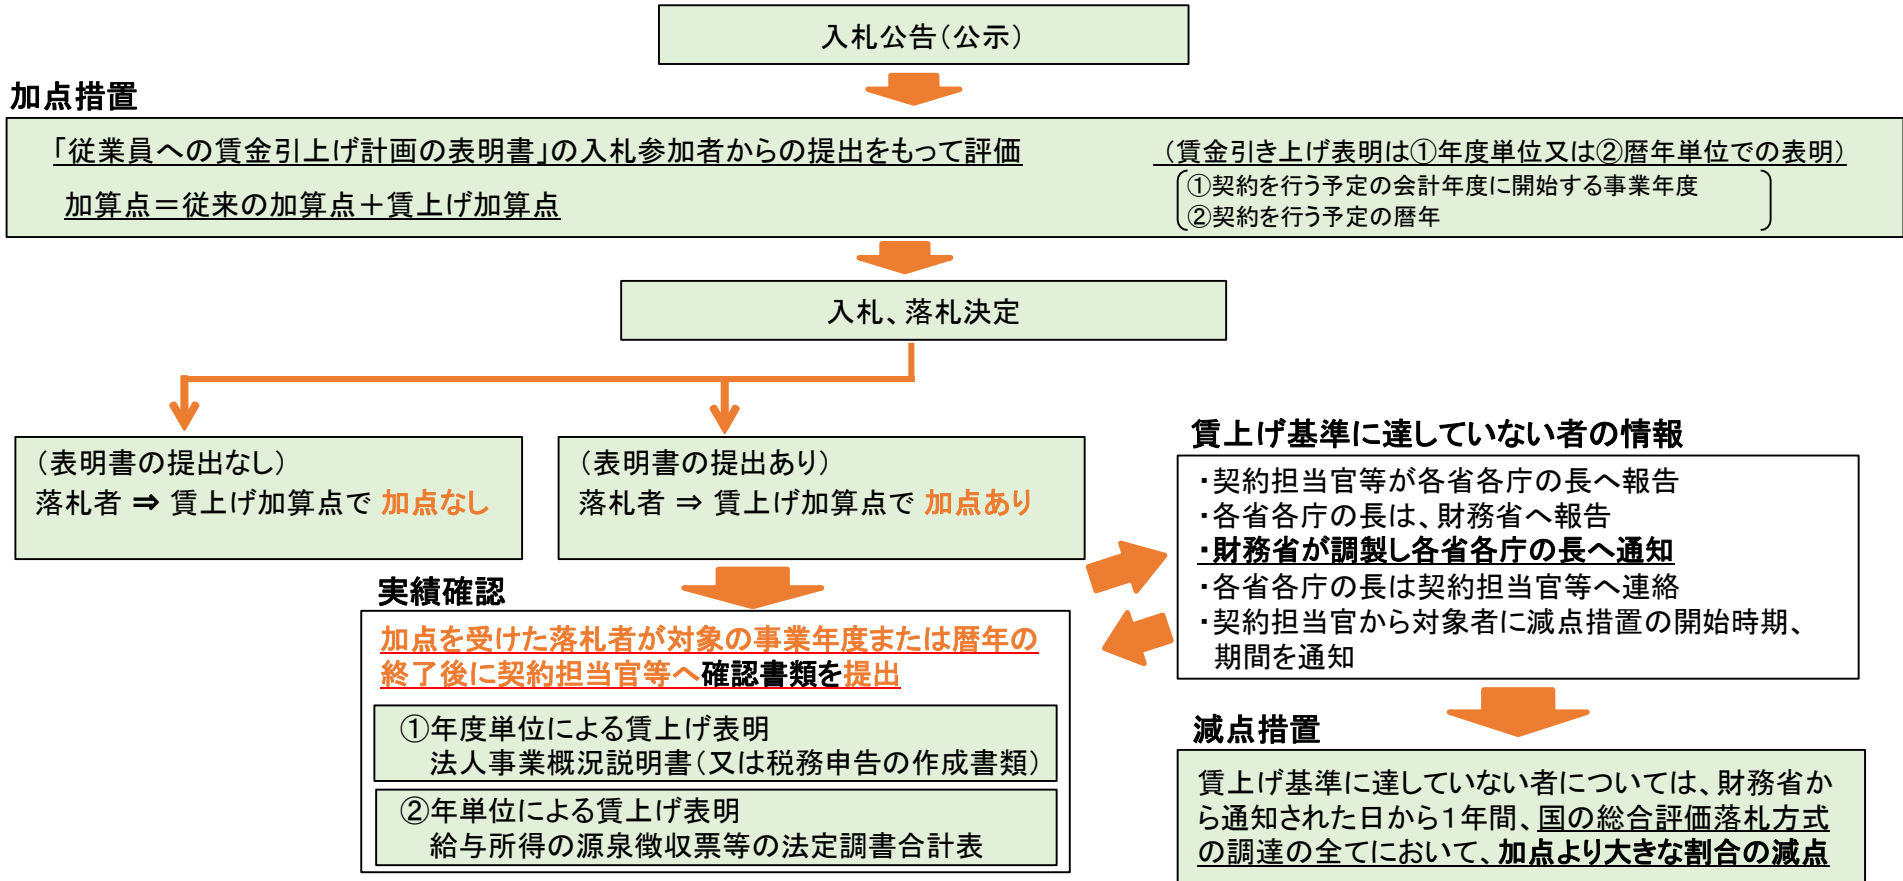 入札公告（公示）
加点措置
「従業員への賃金引上げ計画の表明書」の入札参加者からの提出をもって評価
（賃金引き上げ表明は①年度単位又は②暦年単位での表明）
加算点＝従来の加算点＋賃上げ加算点
①契約を行う予定の会計年度に開始する事業年度
②契約を行う予定の暦年
入札、落札決定
（表明書の提出なし）
落札者 ⇒ 賃上げ加算点で 加点なし
（表明書の提出あり）
落札者 ⇒ 賃上げ加算点で 加点あり
賃上げ基準に達していない者の情報
・契約担当官等が各省各庁の長へ報告
・各省各庁の長は、財務省へ報告
・財務省が調製し各省各庁の長へ通知
・各省各庁の長は契約担当官等へ連絡
・契約担当官から対象者に減点措置の開始時期、
期間を通知
実績確認
加点を受けた落札者が対象の事業年度または暦年の
終了後に契約担当官等へ確認書類を提出
①年度単位による賃上げ表明
法人事業概況説明書（又は税務申告の作成書類）
②年単位による賃上げ表明
給与所得の源泉徴収票等の法定調書合計表
減点措置
賃上げ基準に達していない者については、財務省か
ら通知された日から１年間、国の総合評価落札方式
の調達の全てにおいて、加点より大きな割合の減点